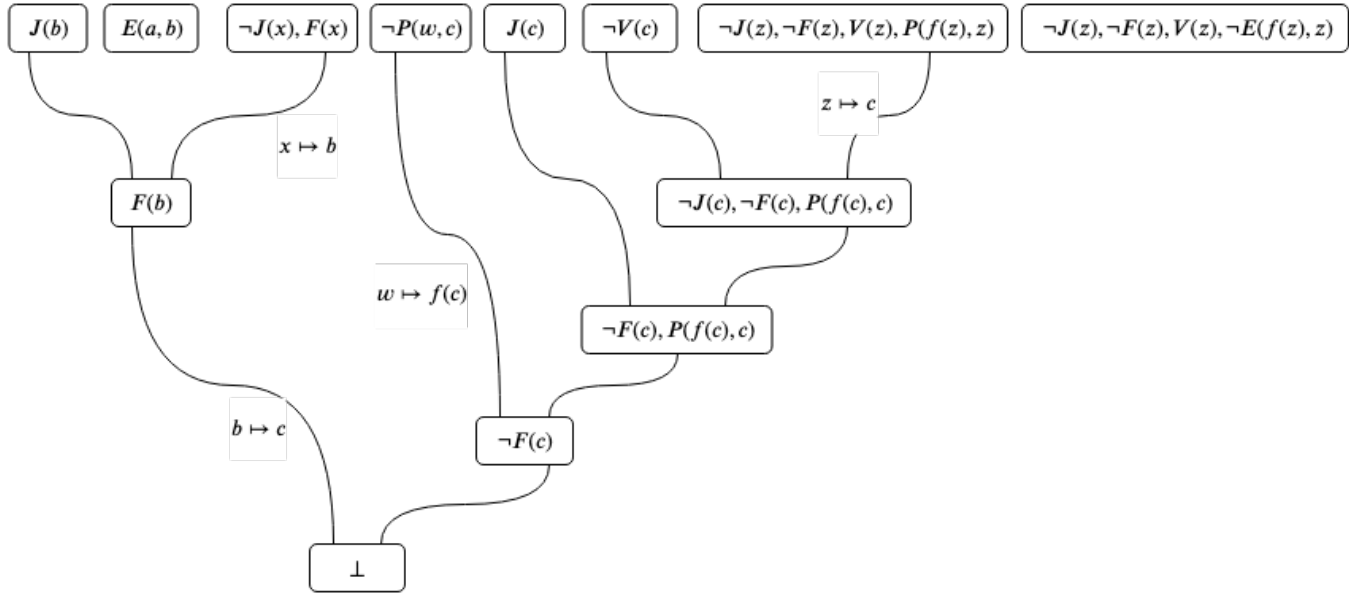 J(b)
E(a, b)
¬J(x), F(x)
¬P(w, c)
J(c)
¬V(c)
¬J(z), ¬F(z), V(z), P(f(z), z)
¬J(z), ¬F(z), V(z), ¬E(f(z), z)
z ↦ c
x ↦ b
F(b)
¬J(c), ¬F(c), P(f(c), c)
w ↦ f(c)
¬F(c), P(f(c), c)
b ↦ c
¬F(c)
⊥